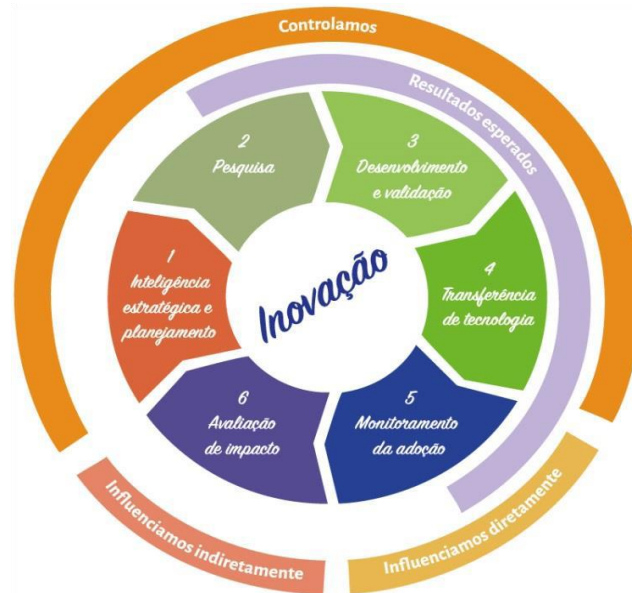 Controlamos
Resultados esperados
2
Pesquisa
3
Desenvolvimento
e validação
1
Inteligência
estratégica e
planejamento
Inovação
4
Transferência
de tecnologia
6
Avaliação
de impacto
5
Monitoramento
da adoção
Influenciamos indiretamente
Influenciamos diretamente